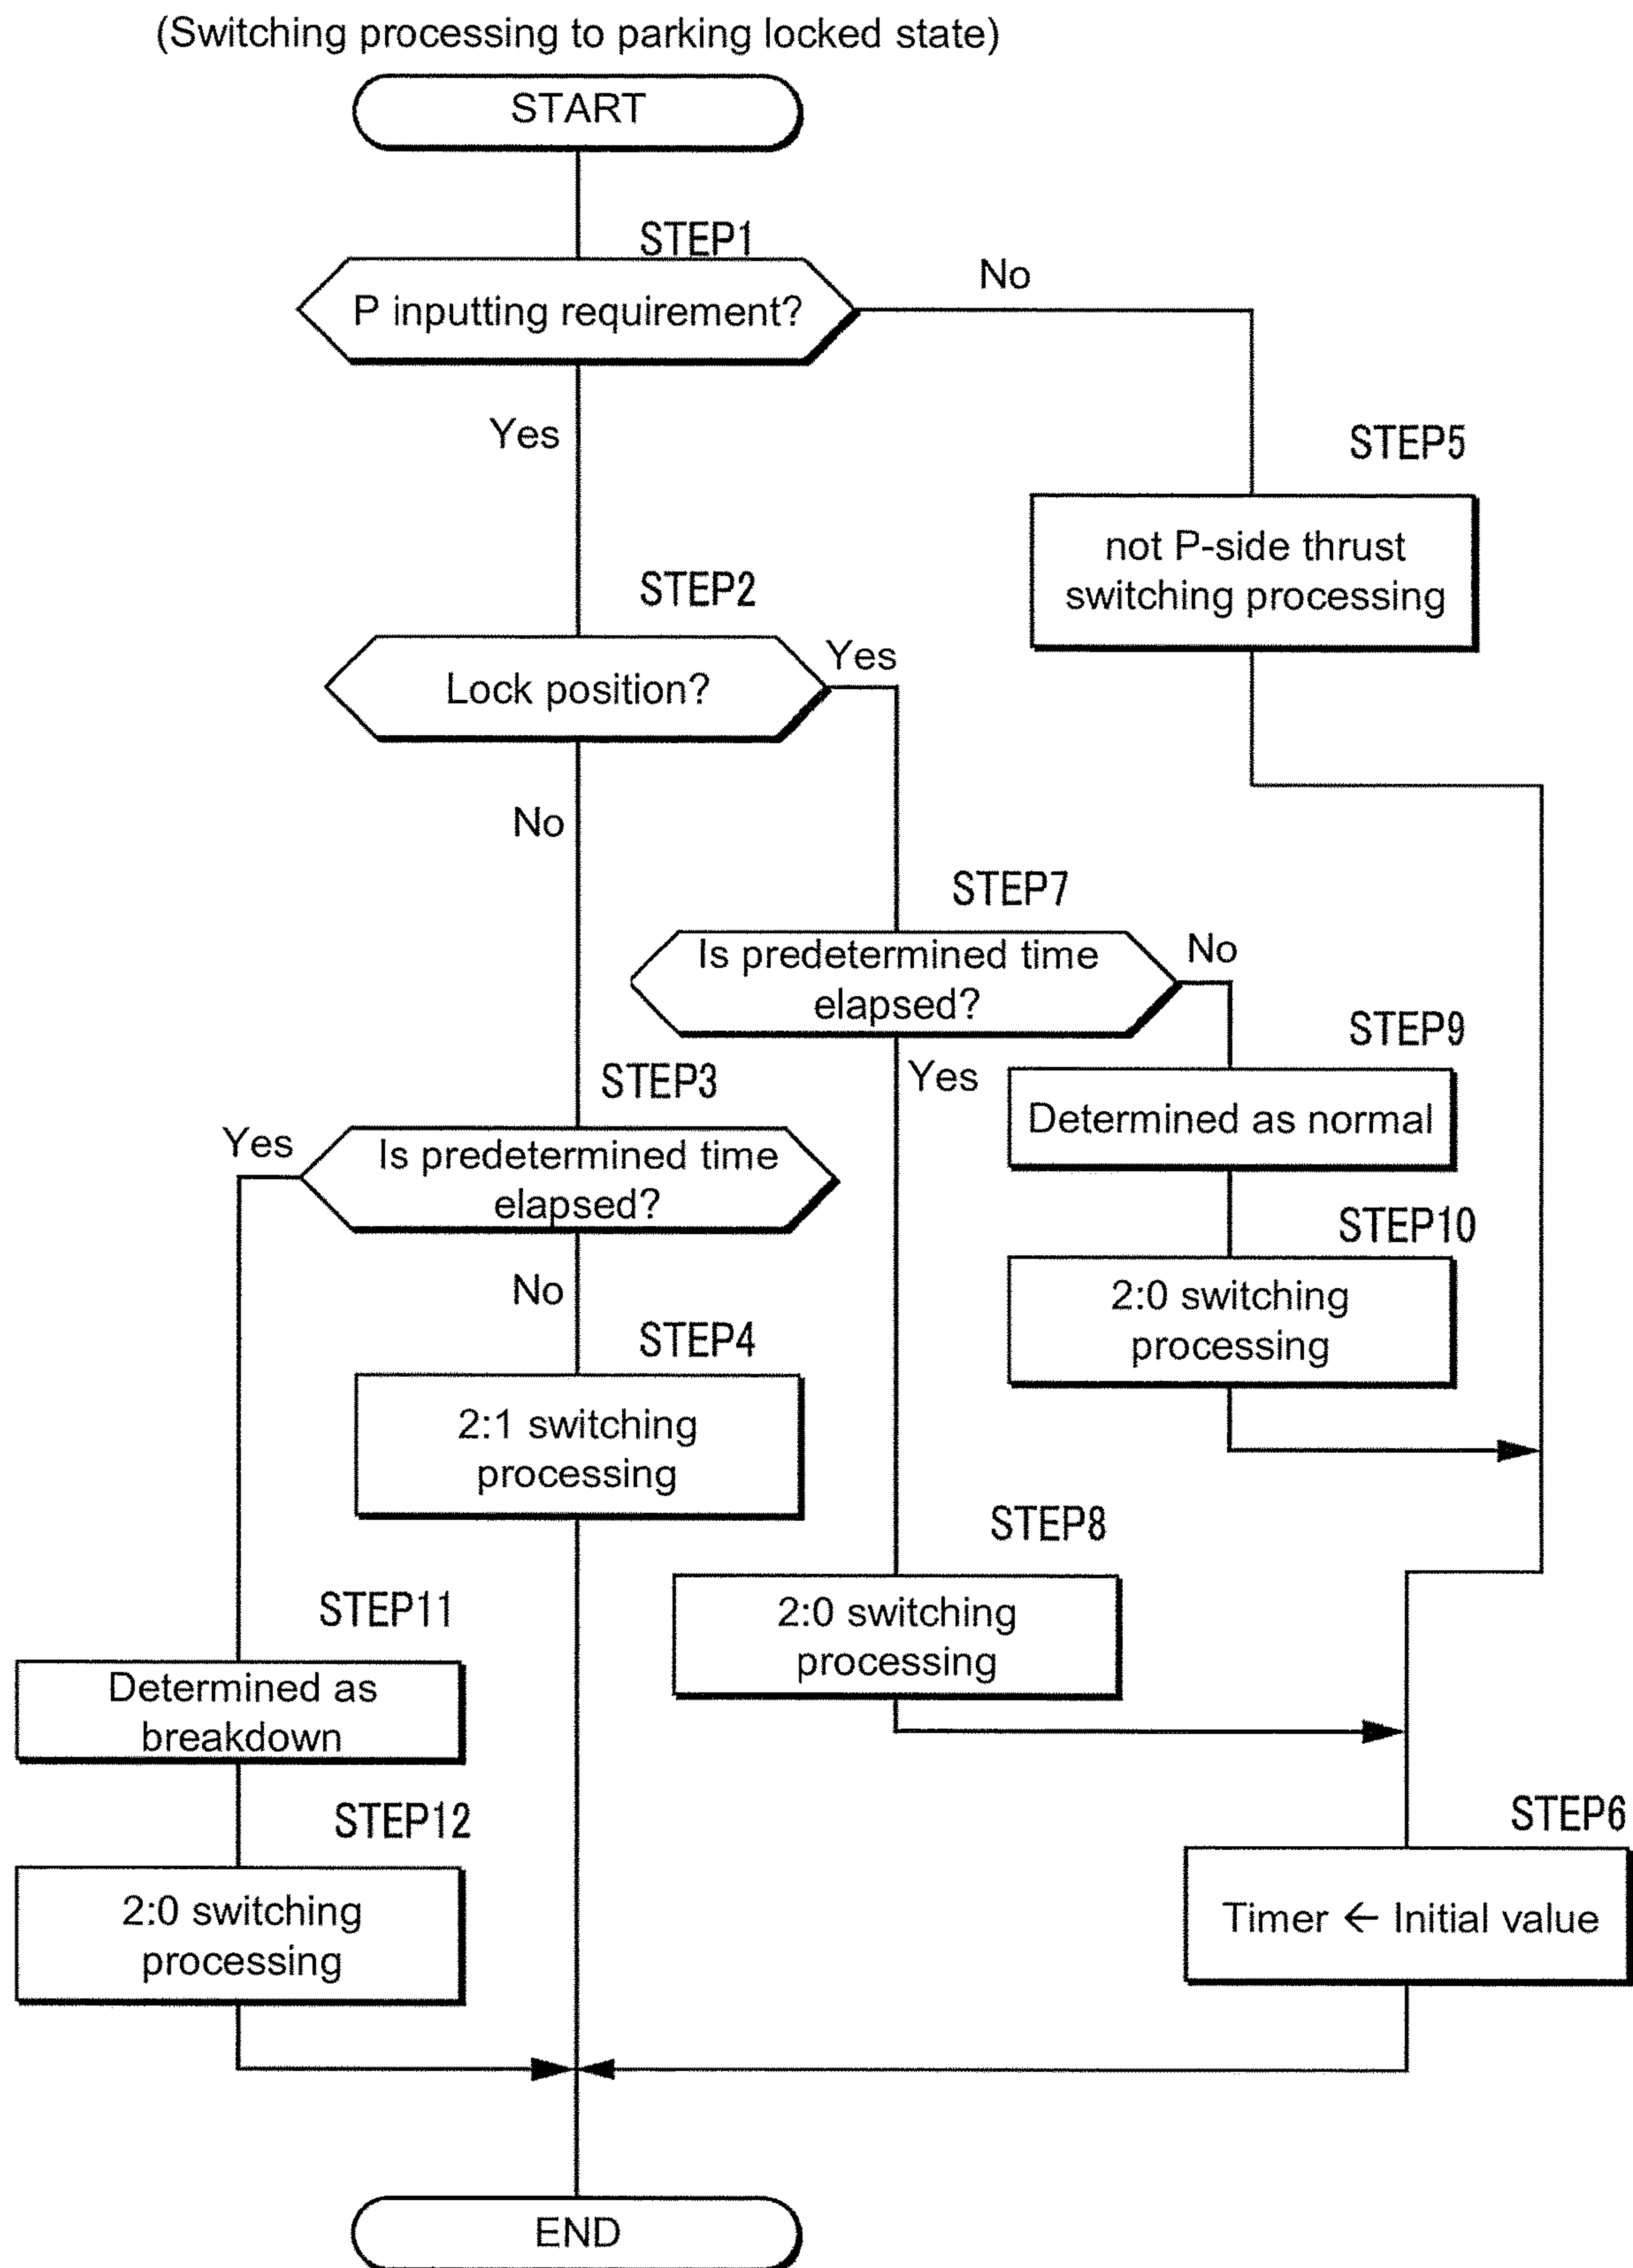 (Switching processing to parking locked state)
START
STEP1
P inputting requirement?
No
Yes
STEP5
not P-side thrust
switching processing
STEP2
Lock position?
Yes
No
STEP7
Is predetermined time
elapsed?
No
Yes
STEP9
Determined as normal
STEP3
Is predetermined time
elapsed?
Yes
No
STEP10
2:0 switching
processing
STEP4
2:1 switching
processing
STEP8
2:0 switching
processing
STEP11
Determined as
breakdown
STEP12
2:0 switching
processing
STEP6
Timer ← Initial value
END